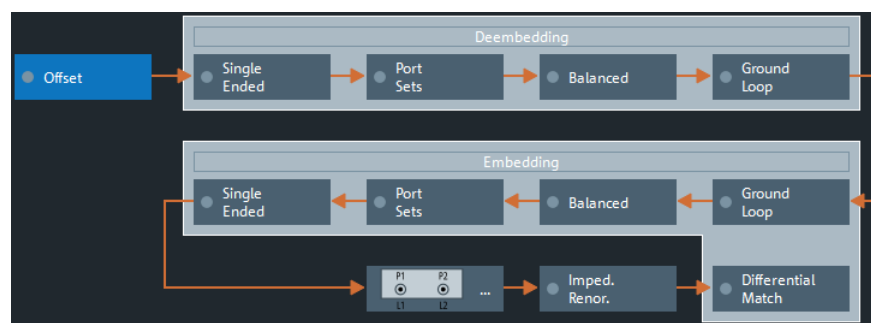 Deembedding
Offset
Single
Ended
Port
Sets
Balanced
Ground
Loop
Embedding
Single
Ended
Port
Sets
Balanced
Ground
Loop
P1 P2
...
L1 L2
Imped.
Renor.
Differential
Match